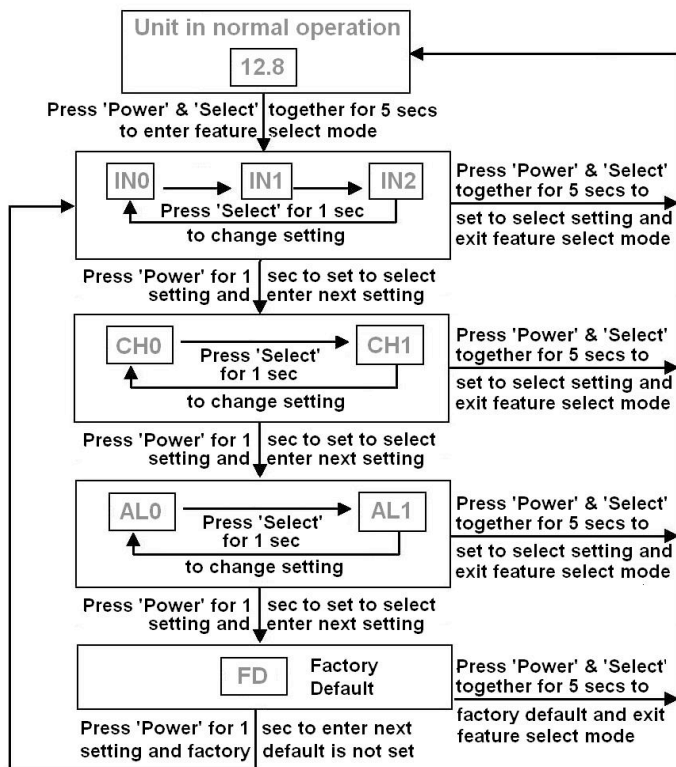 Unit in normal operation
12.8
Press 'Power' & 'Select' together for 5 secs
to enter feature select mode
IN0 IN1 IN2
Press 'Select' for 1 sec
to change setting
Press 'Power' & 'Select'
together for 5 secs to
set to select setting and
exit feature select mode
Press 'Power' for 1 sec to set to select
setting and enter next setting
CH0 CH1
Press 'Select'
for 1 sec
to change setting
Press 'Power' & 'Select'
together for 5 secs to
set to select setting and
exit feature select mode
Press 'Power' for 1 sec to set to select
setting and enter next setting
AL0 AL1
Press 'Select'
for 1 sec
to change setting
Press 'Power' & 'Select'
together for 5 secs to
set to select setting and
exit feature select mode
Press 'Power' for 1 sec to set to select
setting and enter next setting
FD
Factory
Default
Press 'Power' & 'Select'
together for 5 secs to
factory default and exit
feature select mode
Press 'Power' for 1 sec to enter next
setting and factory default is not set